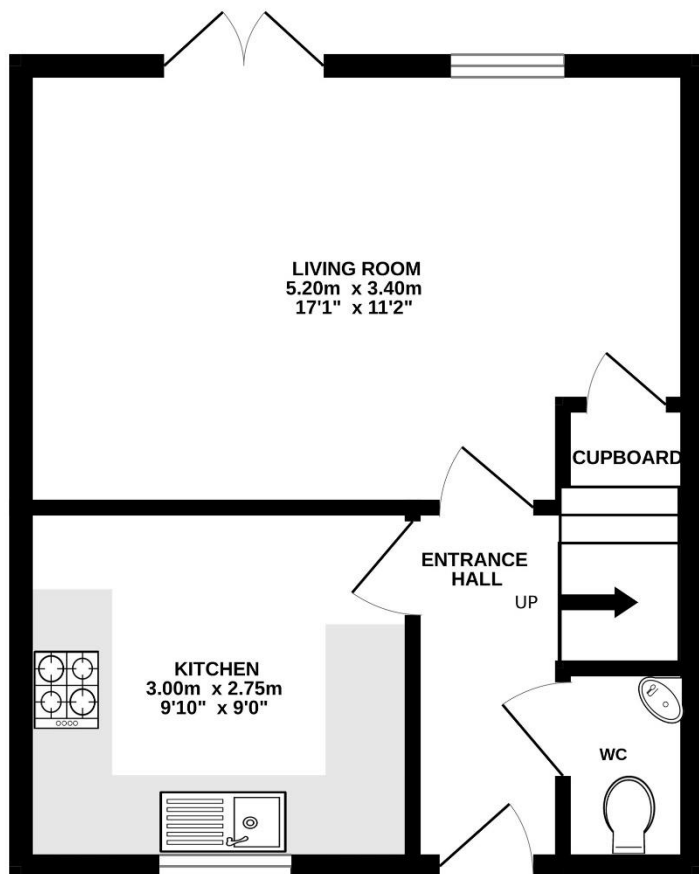 LIVING ROOM
5.20m x 3.40m
17'1" x 11'2"
CUPBOARD
ENTRANCE
HALL
UP
KITCHEN
3.00m x 2.75m
9'10" x 9'0"
WC